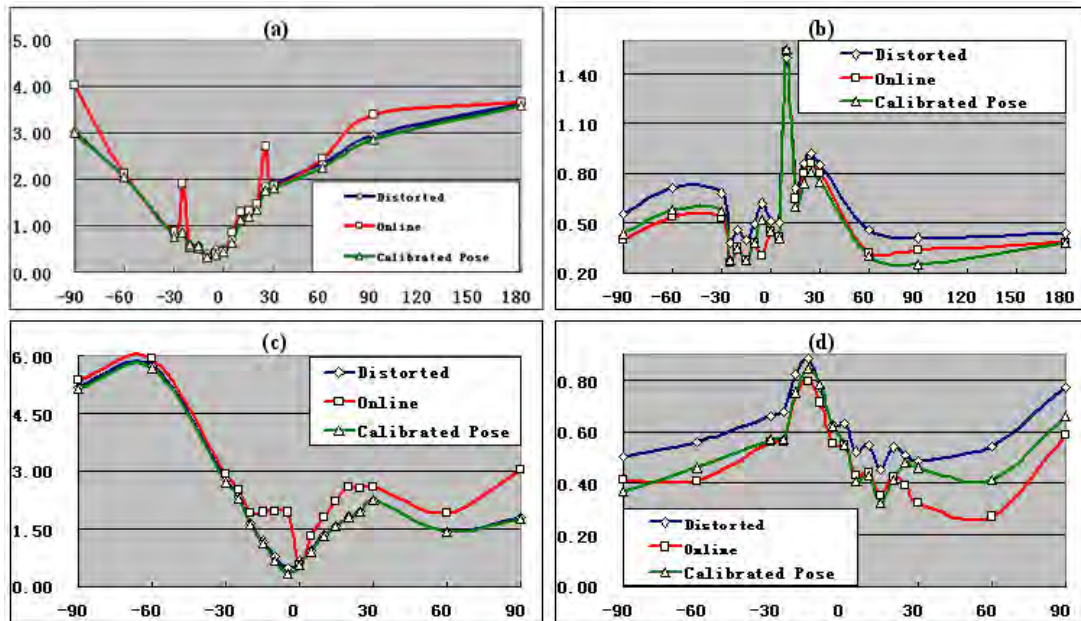 (a)
5.00
4.00
3.00
2.00
1.00
0.00
-90 -60 -30 0 30 60 90 120 150 180
Distorted
Online
Calibrated Pose
(b)
1.40
1.10
0.80
0.50
0.20
-90 -60 -30 0 30 60 90 120 150 180
Distorted
Online
Calibrated Pose
(c)
6.00
4.50
3.00
1.50
0.00
-90 -60 -30 0 30 60 90
Distorted
Online
Calibrated Pose
(d)
0.80
0.60
0.40
0.20
0.00
-90 -60 -30 0 30 60 90
Distorted
Online
Calibrated Pose